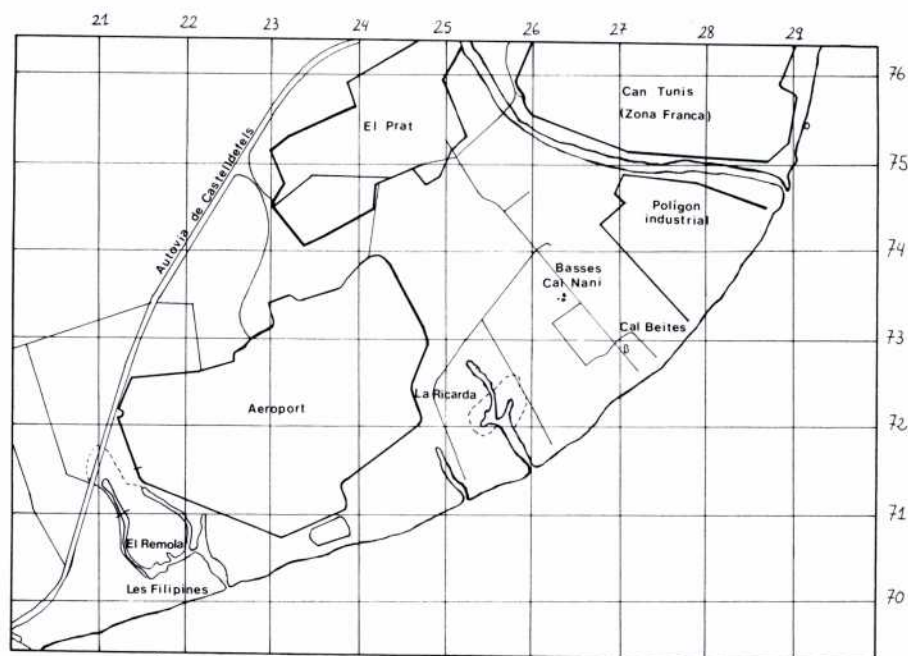 21 22 23 24 25 26 27 28 29
76
Can Tunis
(Zona Franca)
El Prat
75
Autovia de Castelldefels
Polígon
industrial
74
Basses
Cal Nani
73
Cal Beites
La Ricarda
Aeroport
72
71
El Remola
Les Filipines
70